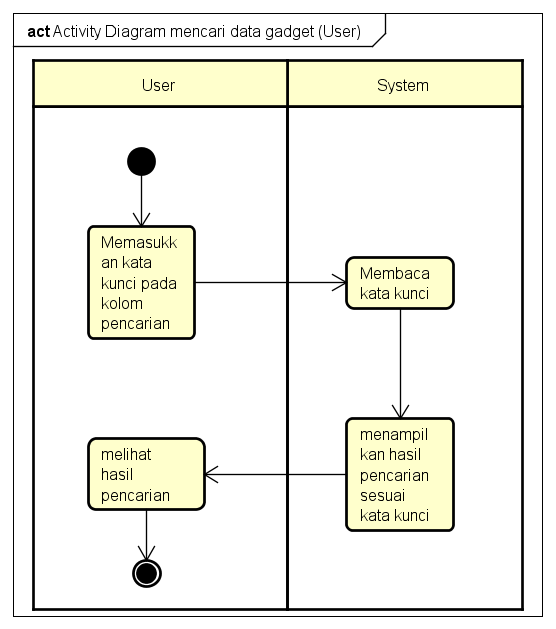 act Activity Diagram mencari data gadget (User)
User
System
Memasukk
an kata
kunci pada
kolom
pencarian
Membaca
kata kunci
menampil
kan hasil
pencarian
sesuai
kata kunci
melihat
hasil
pencarian